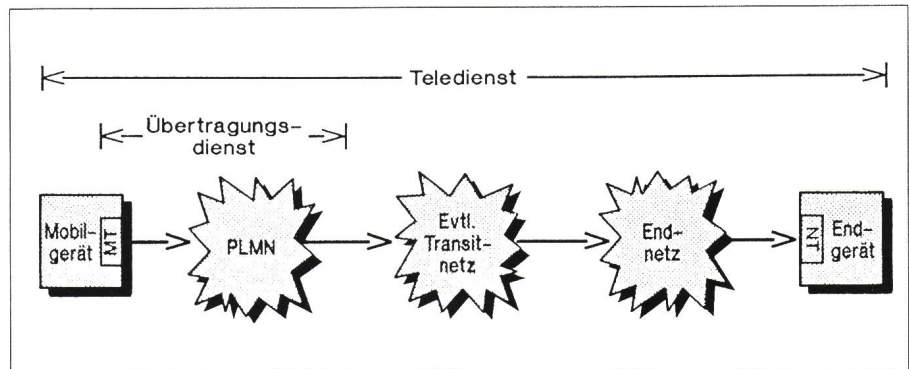 Teledienst
Übertragungs-
dienst
Mobil-
gerät
MT
PLMN
Evtl.
Transit-
netz
End-
netz
NT
End-
gerät